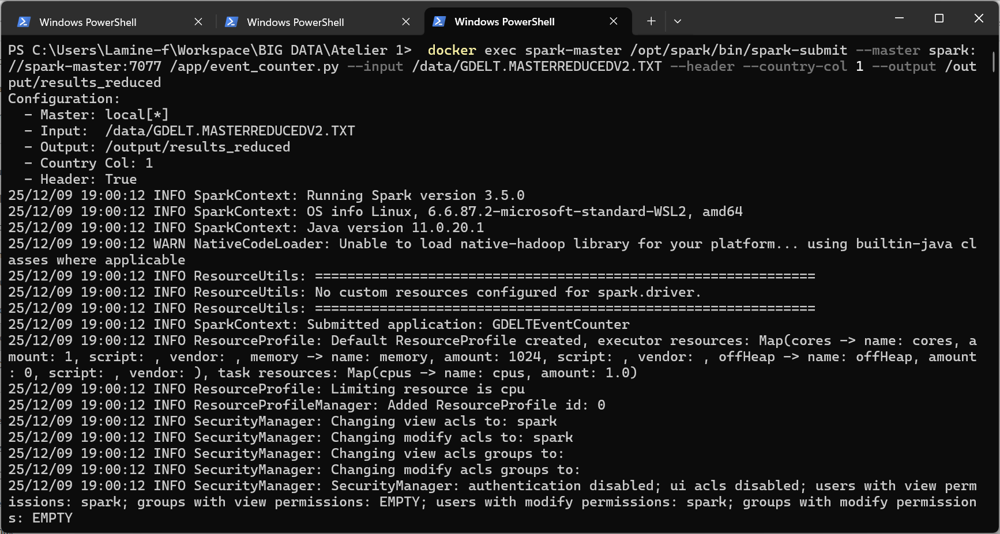 Windows PowerShell
Windows PowerShell
Windows PowerShell
PS C:\Users\Lamine-f\Workspace\BIG DATA\Atelier 1>  docker exec spark-master /opt/spark/bin/spark-submit --master spark:
//spark-master:7077 /app/event_counter.py --input /data/GDELT.MASTERREDUCEDV2.TXT --header --country-col 1 --output /out
put/results_reduced
Configuration:
  - Master: local[*]
  - Input:  /data/GDELT.MASTERREDUCEDV2.TXT
  - Output: /output/results_reduced
  - Country Col: 1
  - Header: True
25/12/09 19:00:12 INFO SparkContext: Running Spark version 3.5.0
25/12/09 19:00:12 INFO SparkContext: OS info Linux, 6.6.87.2-microsoft-standard-WSL2, amd64
25/12/09 19:00:12 INFO SparkContext: Java version 11.0.20.1
25/12/09 19:00:12 WARN NativeCodeLoader: Unable to load native-hadoop library for your platform... using builtin-java cl
asses where applicable
25/12/09 19:00:12 INFO ResourceUtils: ==============================================================
25/12/09 19:00:12 INFO ResourceUtils: No custom resources configured for spark.driver.
25/12/09 19:00:12 INFO ResourceUtils: ==============================================================
25/12/09 19:00:12 INFO SparkContext: Submitted application: GDELTEventCounter
25/12/09 19:00:12 INFO ResourceProfile: Default ResourceProfile created, executor resources: Map(cores -> name: cores, a
mount: 1, script: , vendor: , memory -> name: memory, amount: 1024, script: , vendor: , offHeap -> name: offHeap, amount
: 0, script: , vendor: ), task resources: Map(cpus -> name: cpus, amount: 1.0)
25/12/09 19:00:12 INFO ResourceProfile: Limiting resource is cpu
25/12/09 19:00:12 INFO ResourceProfileManager: Added ResourceProfile id: 0
25/12/09 19:00:12 INFO SecurityManager: Changing view acls to: spark
25/12/09 19:00:12 INFO SecurityManager: Changing modify acls to: spark
25/12/09 19:00:12 INFO SecurityManager: Changing view acls groups to:
25/12/09 19:00:12 INFO SecurityManager: Changing modify acls groups to:
25/12/09 19:00:12 INFO SecurityManager: SecurityManager: authentication disabled; ui acls disabled; users with view perm
issions: spark; groups with view permissions: EMPTY; users with modify permissions: spark; groups with modify permission
s: EMPTY